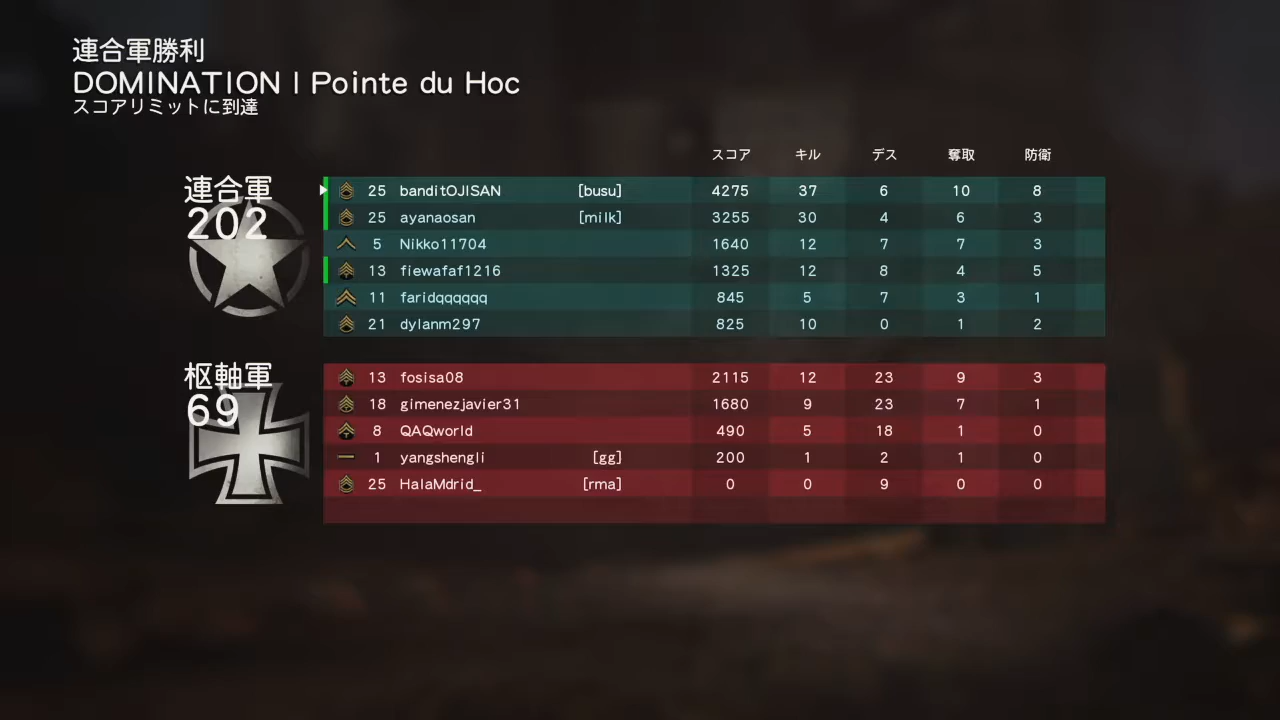 連合軍勝利
DOMINATION | Pointe du Hoc
スコアリミットに到達
スコア キル デス 奪取 防衛
連合軍
202
25 banditOJISAN [busu] 4275 37 6 10 8
25 ayanaosan [milk] 3255 30 4 6 3
5 Nikko11704 1640 12 7 7 3
13 fiewafaf1216 1325 12 8 4 5
11 faridqqqqqq 845 5 7 3 1
21 dylanm297 825 10 0 1 2
枢軸軍
69
13 fosisa08 2115 12 23 9 3
18 gimenezjavier31 1680 9 23 7 1
8 QAQworld 490 5 18 1 0
1 yangshengli [gg] 200 1 2 1 0
25 HalaMdrid_ [rma] 0 0 9 0 0